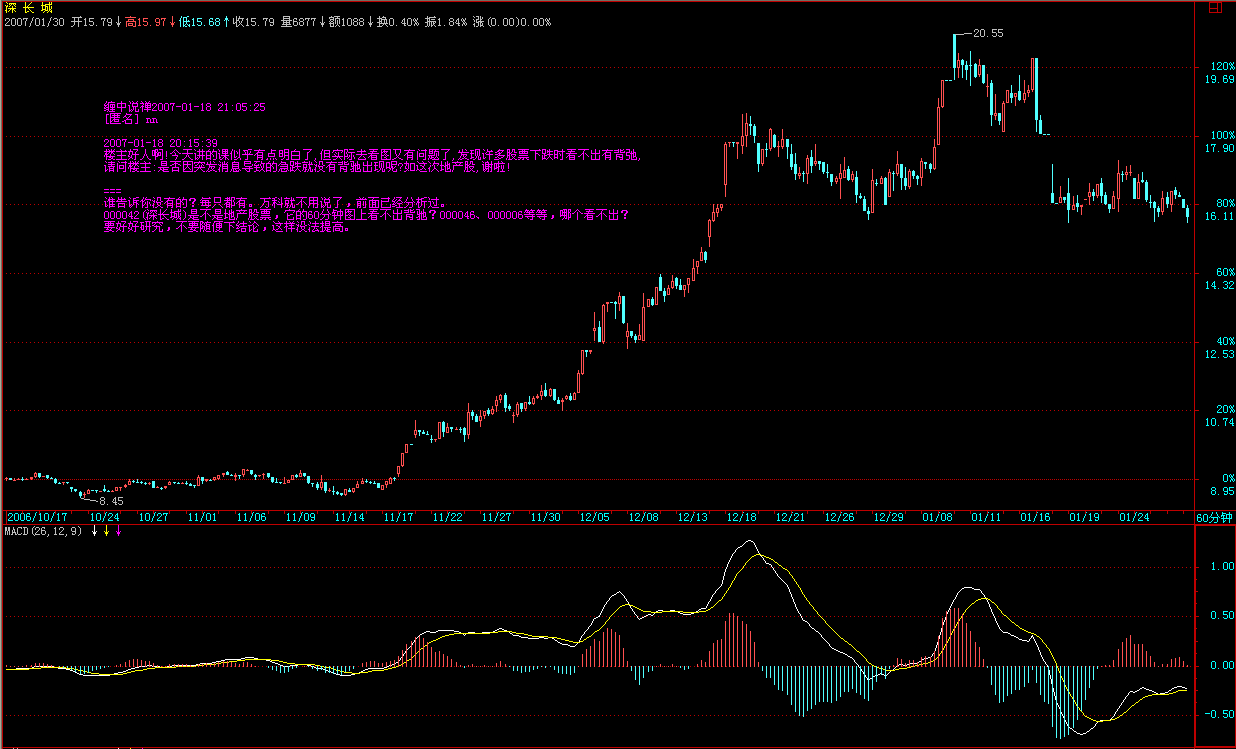 深 长 城
2007/01/30 开15.79↓高15.97↓低15.68↑收15.79 量6877↓额1088↓换0.40% 振1.84% 涨(0.00)0.00%
20.55
120%
19.69
缠中说禅2007-01-18 21:05:25
[匿名] nn
2007-01-18 20:15:39
楼主好人啊!今天讲的课似乎有点明白了,但实际去看图又有问题了,发现许多股票下跌时看不出有背弛,
请问楼主:是否因突发消息导致的急跌就没有背弛出现呢?如这次地产股,谢啦!
===
谁告诉你没有的？每只都有。万科就不用说了，前面已经分析过。
000042(深长城)是不是地产股票，它的60分钟图上看不出背弛？000046、000006等等，哪个看不出？
要好好研究，不要随便下结论，这样没法提高。
100%
17.90
80%
16.11
60%
14.32
40%
12.53
20%
10.74
0%
8.95
8.45
2006/10/17 10/24 10/27 11/01 11/06 11/09 11/14 11/17 11/22 11/27 11/30 12/05 12/08 12/13 12/18 12/21 12/26 12/29 01/08 01/11 01/16 01/19 01/24 60分钟
MACD(26,12,9) ↓ ↓ ↓
1.00
0.50
0.00
-0.50